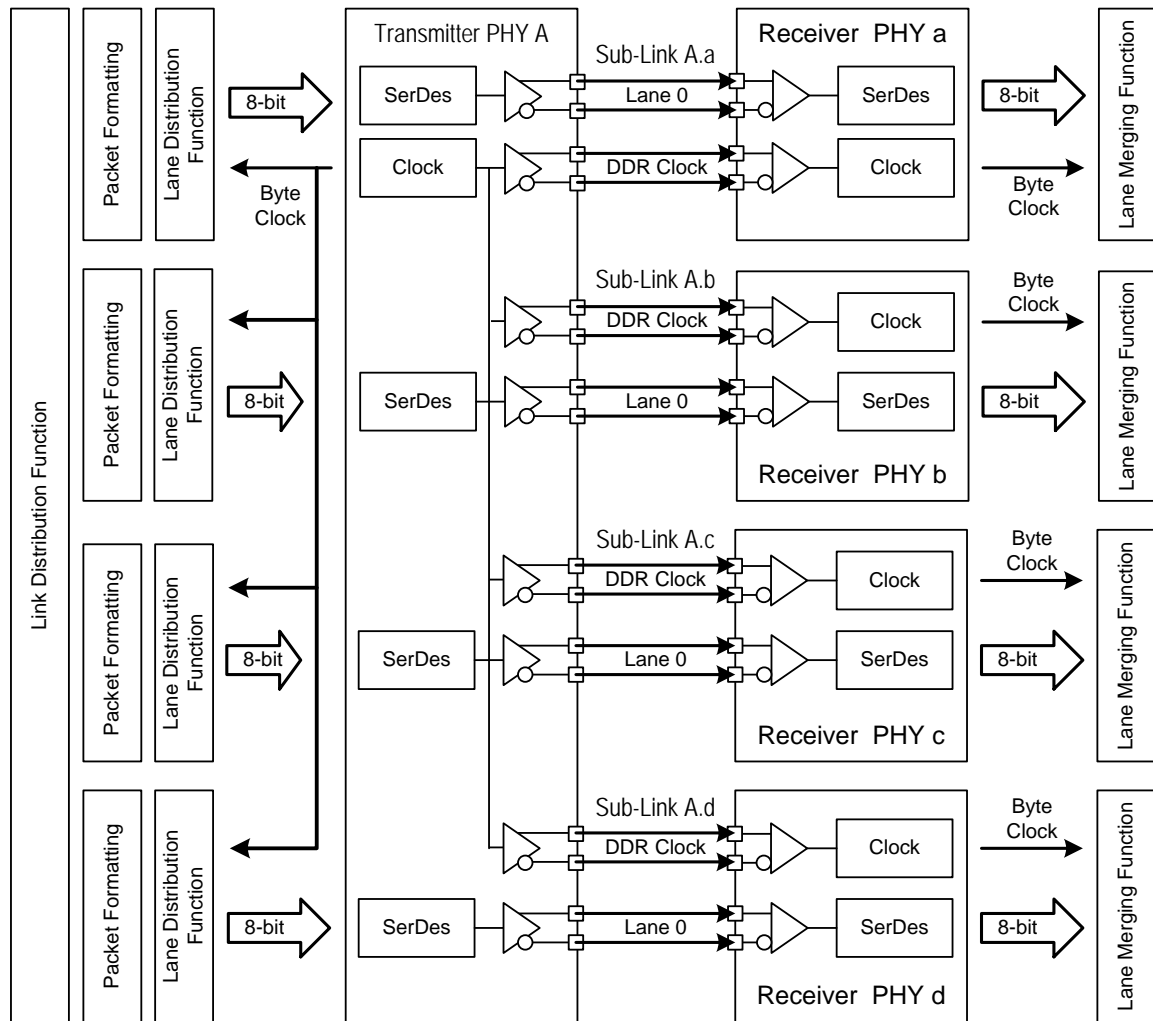 Link Distribution Function
Packet Formatting
Lane Distribution
Function
8-bit
Byte
Clock
Transmitter PHY A
SerDes
Clock
Sub-Link A.a
Lane 0
DDR Clock
Receiver PHY a
SerDes
Clock
8-bit
Byte
Clock
Lane Merging Function
Packet Formatting
Lane Distribution
Function
8-bit
SerDes
Sub-Link A.b
DDR Clock
Lane 0
Clock
SerDes
Receiver PHY b
Byte
Clock
8-bit
Lane Merging Function
Packet Formatting
Lane Distribution
Function
8-bit
SerDes
Sub-Link A.c
DDR Clock
Lane 0
Clock
SerDes
Receiver PHY c
Byte
Clock
8-bit
Lane Merging Function
Packet Formatting
Lane Distribution
Function
8-bit
SerDes
Sub-Link A.d
DDR Clock
Lane 0
Clock
SerDes
Receiver PHY d
Byte
Clock
8-bit
Lane Merging Function